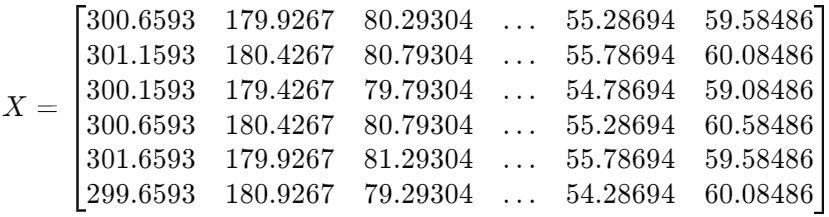 300.6593 179.9267 80.29304 ... 55.28694 59.58486
301.1593 180.4267 80.79304 ... 55.78694 60.08486
300.1593 179.4267 79.79304 ... 54.78694 59.08486
X = 300.6593 180.4267 80.79304 ... 55.28694 60.58486
301.6593 179.9267 81.29304 ... 55.78694 59.58486
299.6593 180.9267 79.29304 ... 54.28694 60.08486